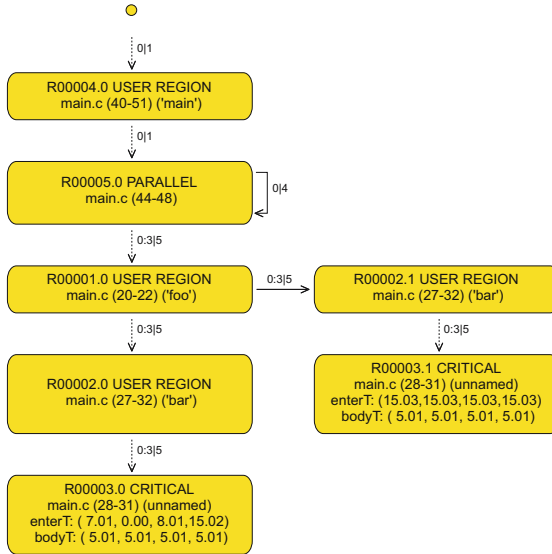 0|1
R00004.0 USER REGION
main.c (40-51) ('main')
0|1
R00005.0 PARALLEL
main.c (44-48)
0|4
0:3|5
R00001.0 USER REGION
main.c (20-22) ('foo')
0:3|5
R00002.1 USER REGION
main.c (27-32) ('bar')
0:3|5
0:3|5
R00002.0 USER REGION
main.c (27-32) ('bar')
R00003.1 CRITICAL
main.c (28-31) (unnamed)
enterT: (15.03,15.03,15.03,15.03)
bodyT: ( 5.01, 5.01, 5.01, 5.01)
0:3|5
R00003.0 CRITICAL
main.c (28-31) (unnamed)
enterT: ( 7.01, 0.00, 8.01,15.02)
bodyT: ( 5.01, 5.01, 5.01, 5.01)